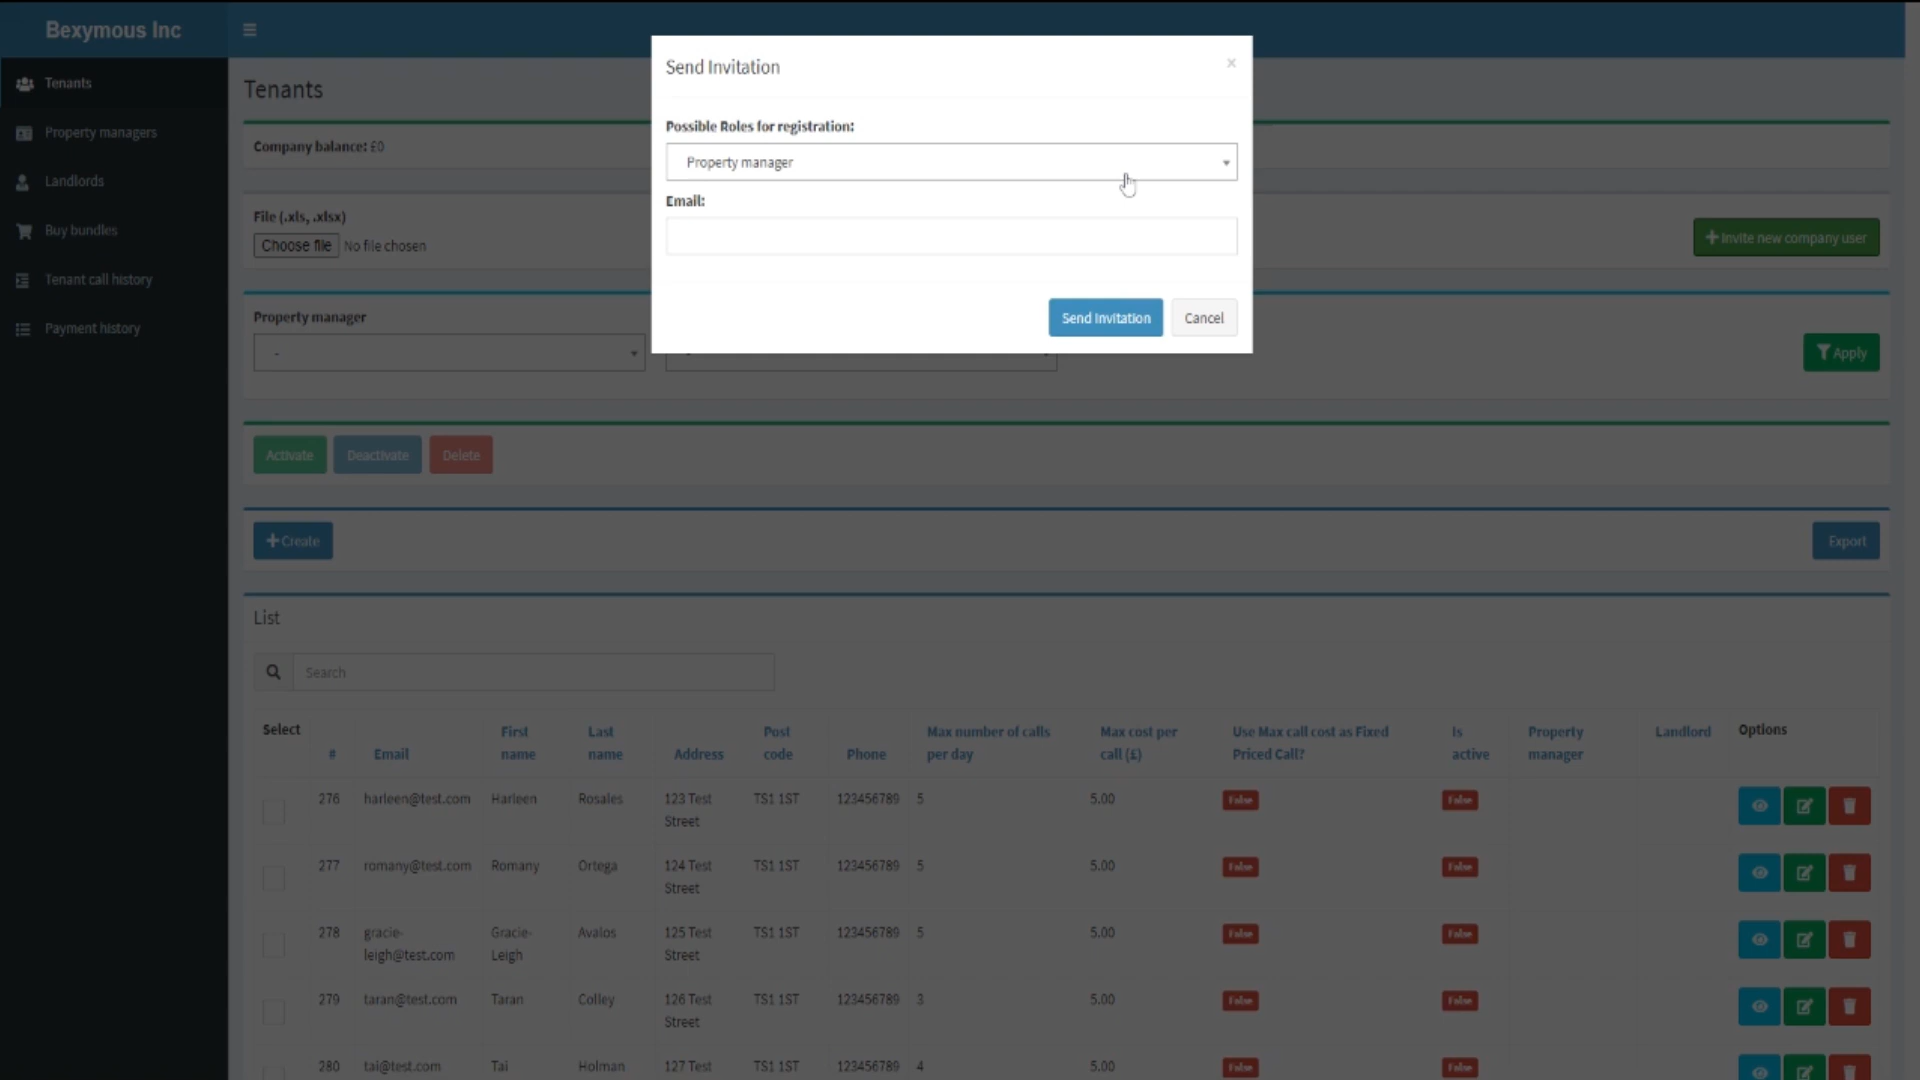 Bexymous Inc
Tenants
Property managers
Landlords
Buy bundles
Tenant call history
Payment history
Tenants
Company balance: £0
File (.xls, .xlsx)
Choose file No file chosen
Invite new company user
Property manager
-
Apply
Send Invitation
×
Possible Roles for registration:
Property manager
Email:
Send Invitation Cancel
Activate Deactivate Delete
Create Export
List
Search
Select # Email First name Last name Address Post code Phone Max number of calls per day Max cost per call (£) Use Max call cost as Fixed Priced Call? Is active Property manager Landlord Options
276 harleen@test.com Harleen Rosales 123 Test Street TS1 1ST 123456789 5 5.00 False False
277 romany@test.com Romany Ortega 124 Test Street TS1 1ST 123456789 5 5.00 False False
278 gracie-leigh@test.com Gracie-Leigh Avalos 125 Test Street TS1 1ST 123456789 5 5.00 False False
279 taran@test.com Taran Colley 126 Test Street TS1 1ST 123456789 3 5.00 False False
280 tai@test.com Tai Holman 127 Test TS1 1ST 123456789 4 5.00 False False